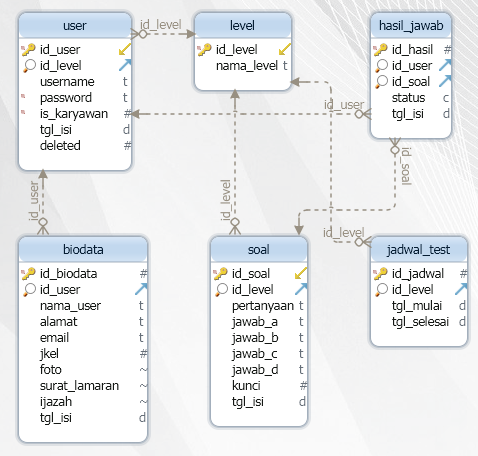 user
id_user
id_level
username t
password t
is_karyawan #
tgl_isi d
deleted #
id_level
level
id_level
nama_level t
hasil_jawab
id_hasil #
id_user
id_soal
status c
tgl_isi d
id_user
id_user
id_level
id_soal
id_level
biodata
id_biodata #
id_user
nama_user t
alamat t
email t
jkel #
foto ~
surat_lamaran ~
ijazah ~
tgl_isi d
soal
id_soal
id_level
pertanyaan t
jawab_a t
jawab_b t
jawab_c t
jawab_d t
kunci #
tgl_isi d
jadwal_test
id_jadwal #
id_level
tgl_mulai d
tgl_selesai d